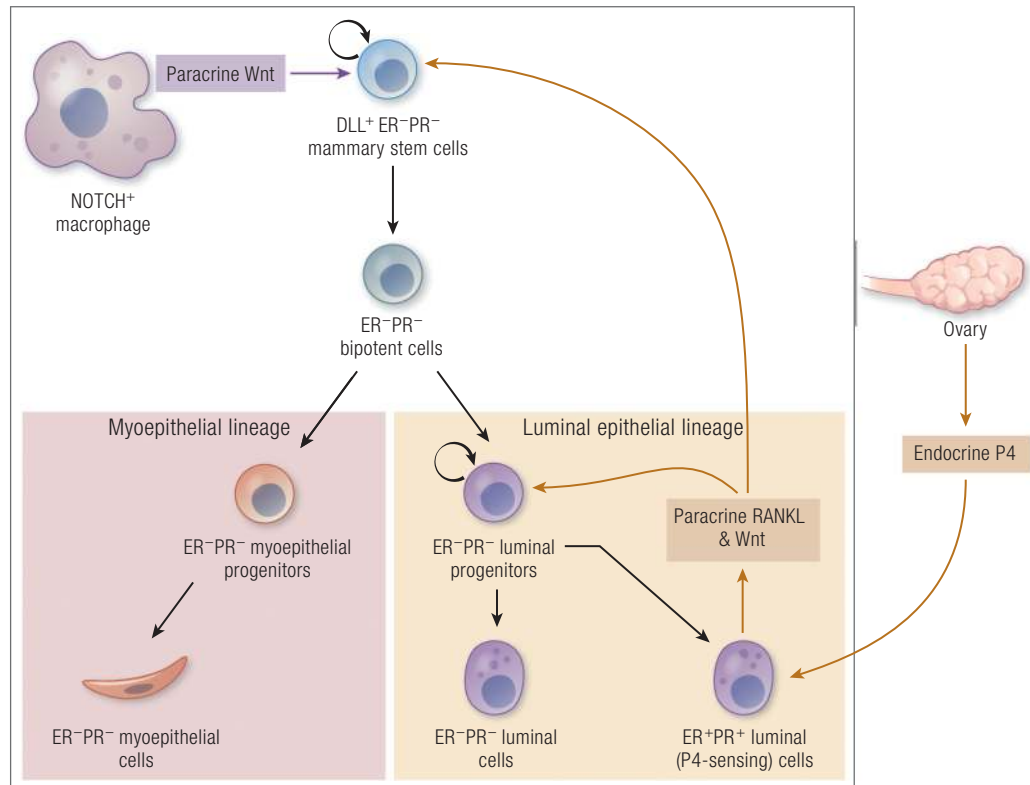 Paracrine Wnt
DLL⁺ ER⁻PR⁻
mammary stem cells
NOTCH⁺
macrophage
ER⁻PR⁻
bipotent cells
Ovary
Endocrine P4
Myoepithelial lineage
Luminal epithelial lineage
Paracrine RANKL
& Wnt
ER⁻PR⁻ myoepithelial
progenitors
ER⁻PR⁻ luminal
progenitors
ER⁻PR⁻ myoepithelial
cells
ER⁻PR⁻ luminal
cells
ER⁺PR⁺ luminal
(P4-sensing) cells